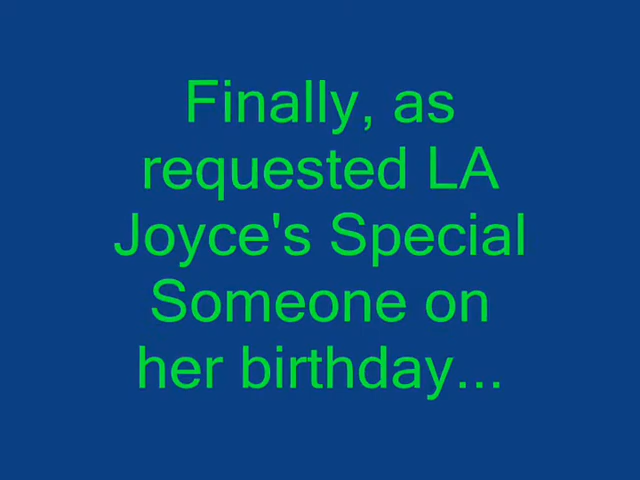 Finally, as
requested LA
Joyce's Special
Someone on
her birthday...